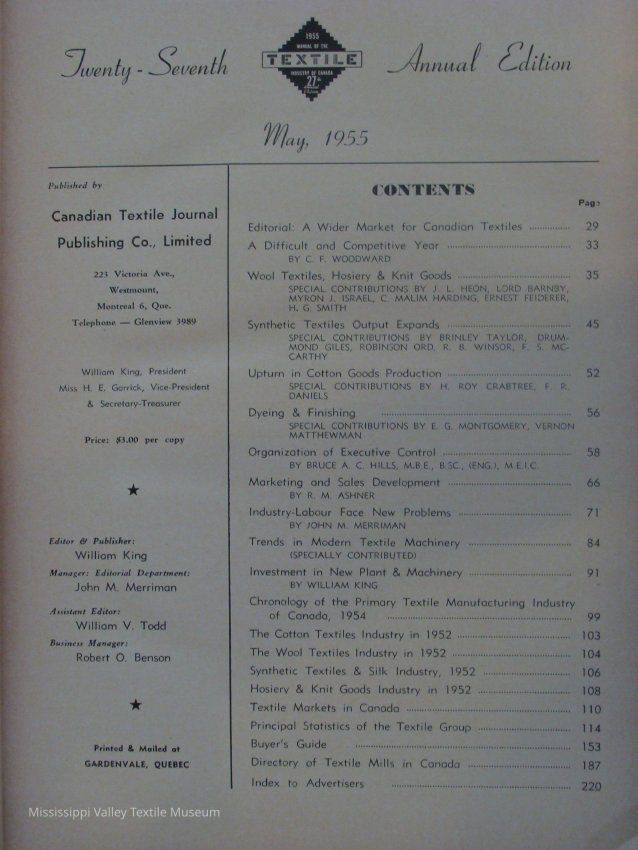 Twenty - Seventh
1955
MANUAL OF THE
TEXTILE
INDUSTRY OF CANADA
27th
Annual Edition
May, 1955
Published by
Canadian Textile Journal
Publishing Co., Limited
223 Victoria Ave.,
Westmount,
Montreal 6, Que.
Telephone — Glenview 3989
William King, President
Miss H. E. Garrick, Vice-President
& Secretary-Treasurer
Price: $3.00 per copy
★
Editor & Publisher:
William King
Manager: Editorial Department:
John M. Merriman
Assistant Editor:
William V. Todd
Business Manager:
Robert O. Benson
★
Printed & Mailed at
GARDENVALE, QUEBEC
CONTENTS
Page
Editorial: A Wider Market for Canadian Textiles 29
A Difficult and Competitive Year 33
BY C. F. WOODWARD
Wool Textiles, Hosiery & Knit Goods 35
SPECIAL CONTRIBUTIONS BY J. L. HEON, LORD BARNBY,
MYRON J. ISRAEL, C. MALIM HARDING, ERNEST FEIDERER,
H. G. SMITH
Synthetic Textiles Output Expands 45
SPECIAL CONTRIBUTIONS BY BRINLEY TAYLOR, DRUM-
MOND GILES, ROBINSON ORD, R. B. WINSOR, F. S. MC-
CARTHY
Upturn in Cotton Goods Production 52
SPECIAL CONTRIBUTIONS BY H. ROY CRABTREE, F. R.
DANIELS
Dyeing & Finishing 56
SPECIAL CONTRIBUTIONS BY E. G. MONTGOMERY, VERNON
MATTHEWMAN
Organization of Executive Control 58
BY BRUCE A. C. HILLS, M.B.E., B.SC., (ENG.), M.E.I.C.
Marketing and Sales Development 66
BY R. M. ASHNER
Industry-Labour Face New Problems 71
BY JOHN M. MERRIMAN
Trends in Modern Textile Machinery 84
(SPECIALLY CONTRIBUTED)
Investment in New Plant & Machinery 91
BY WILLIAM KING
Chronology of the Primary Textile Manufacturing Industry
of Canada, 1954 99
The Cotton Textiles Industry in 1952 103
The Wool Textiles Industry in 1952 104
Synthetic Textiles & Silk Industry, 1952 106
Hosiery & Knit Goods Industry in 1952 108
Textile Markets in Canada 110
Principal Statistics of the Textile Group 114
Buyer's Guide 153
Directory of Textile Mills in Canada 187
Index to Advertisers 220
Mississippi Valley Textile Museum